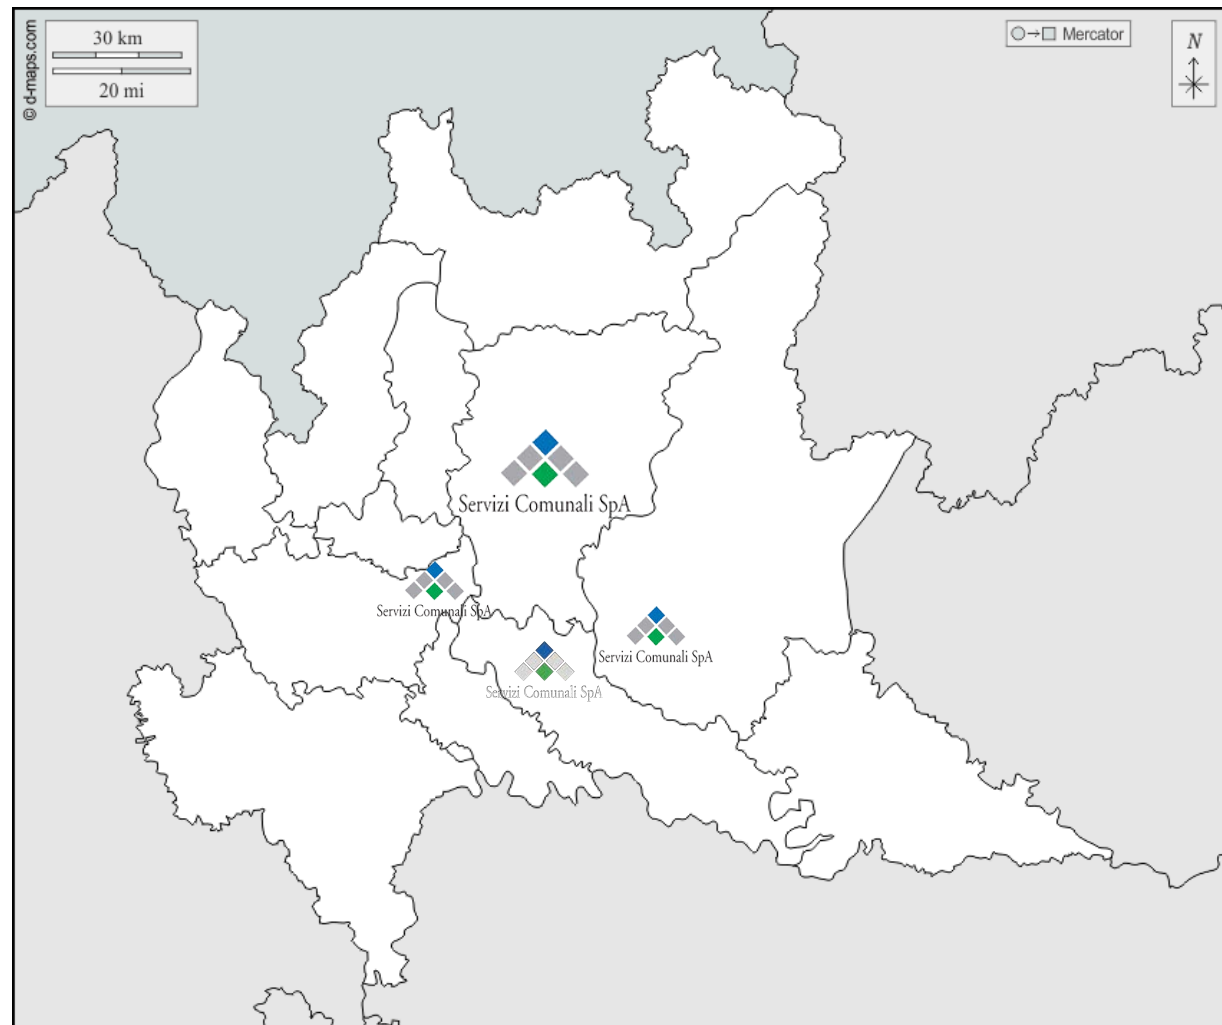 © d-maps.com
30 km
20 mi
Mercator
N
Servizi Comunali SpA
Servizi Comunali SpA
Servizi Comunali SpA
Servizi Comunali SpA